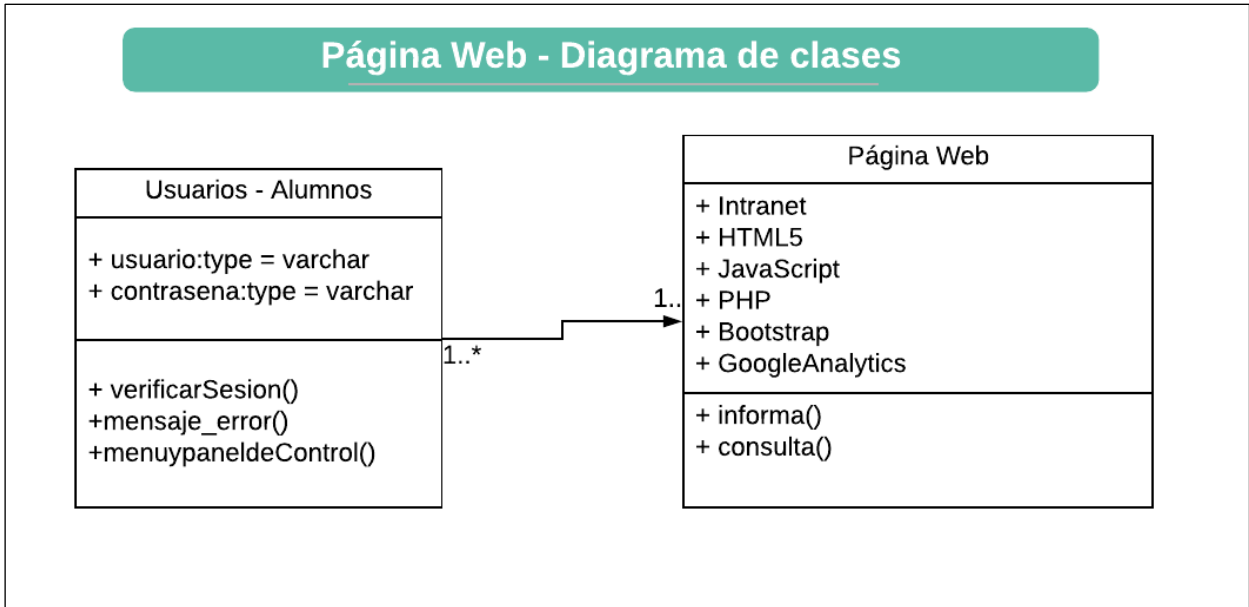 Página Web - Diagrama de clases
Usuarios - Alumnos
+ usuario:type = varchar
+ contrasena:type = varchar
+ verificarSesion()
+mensaje_error()
+menuypaneldeControl()
1..*
1..
Página Web
+ Intranet
+ HTML5
+ JavaScript
+ PHP
+ Bootstrap
+ GoogleAnalytics
+ informa()
+ consulta()